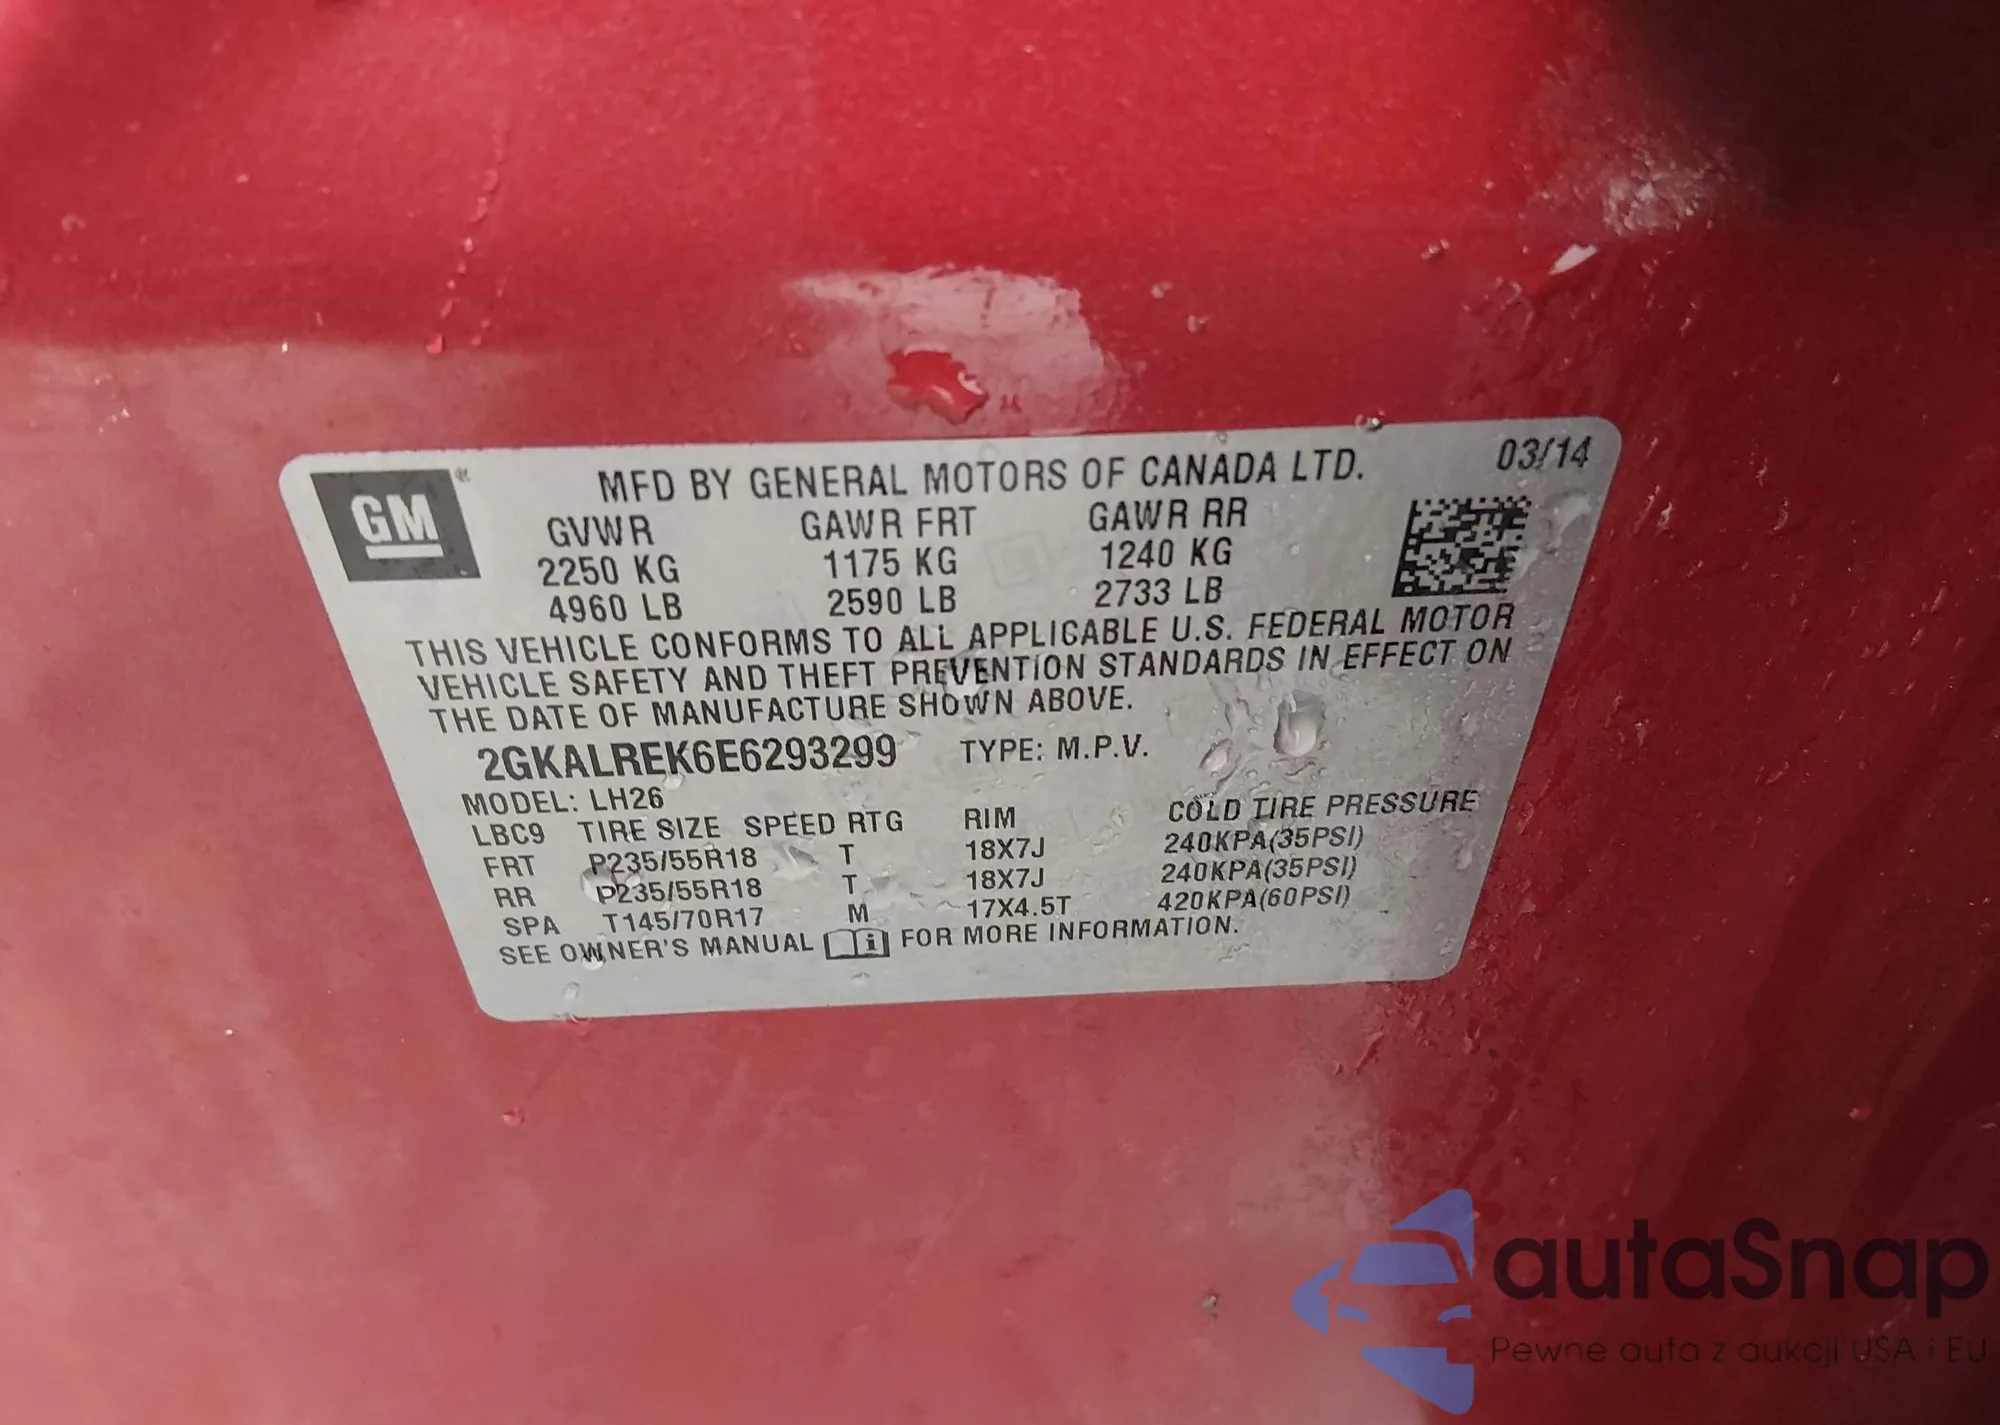 GM ®
MFD BY GENERAL MOTORS OF CANADA LTD. 03/14
GVWR GAWR FRT GAWR RR
2250 KG 1175 KG 1240 KG
4960 LB 2590 LB 2733 LB
THIS VEHICLE CONFORMS TO ALL APPLICABLE U.S. FEDERAL MOTOR
VEHICLE SAFETY AND THEFT PREVENTION STANDARDS IN EFFECT ON
THE DATE OF MANUFACTURE SHOWN ABOVE.
2GKALREK6E6293299 TYPE: M.P.V.
MODEL: LH26
LBC9 TIRE SIZE SPEED RTG RIM COLD TIRE PRESSURE
FRT P235/55R18 T 18X7J 240KPA(35PSI)
RR P235/55R18 T 18X7J 240KPA(35PSI)
SPA T145/70R17 M 17X4.5T 420KPA(60PSI)
SEE OWNER'S MANUAL FOR MORE INFORMATION.
autaSnap
Pewne auta z aukcji USA i EU